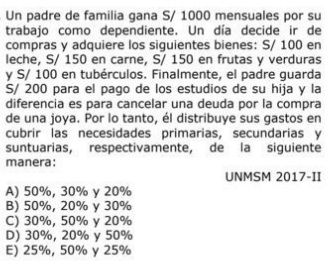 Un padre de familia gana S/ 1000 mensuales por su
trabajo como dependiente. Un día decide ir de
compras y adquiere los siguientes bienes: S/ 100 en
leche, S/ 150 en carne, S/ 150 en frutas y verduras
y S/ 100 en tubérculos. Finalmente, el padre guarda
S/ 200 para el pago de los estudios de su hija y la
diferencia es para cancelar una deuda por la compra
de una joya. Por lo tanto, él distribuye sus gastos en
cubrir las necesidades primarias, secundarias y
suntuarias, respectivamente, de la siguiente
manera:
UNMSM 2017-II
A) 50%, 30% y 20%
B) 50%, 20% y 30%
C) 30%, 50% y 20%
D) 30%, 20% y 50%
E) 25%, 50% y 25%